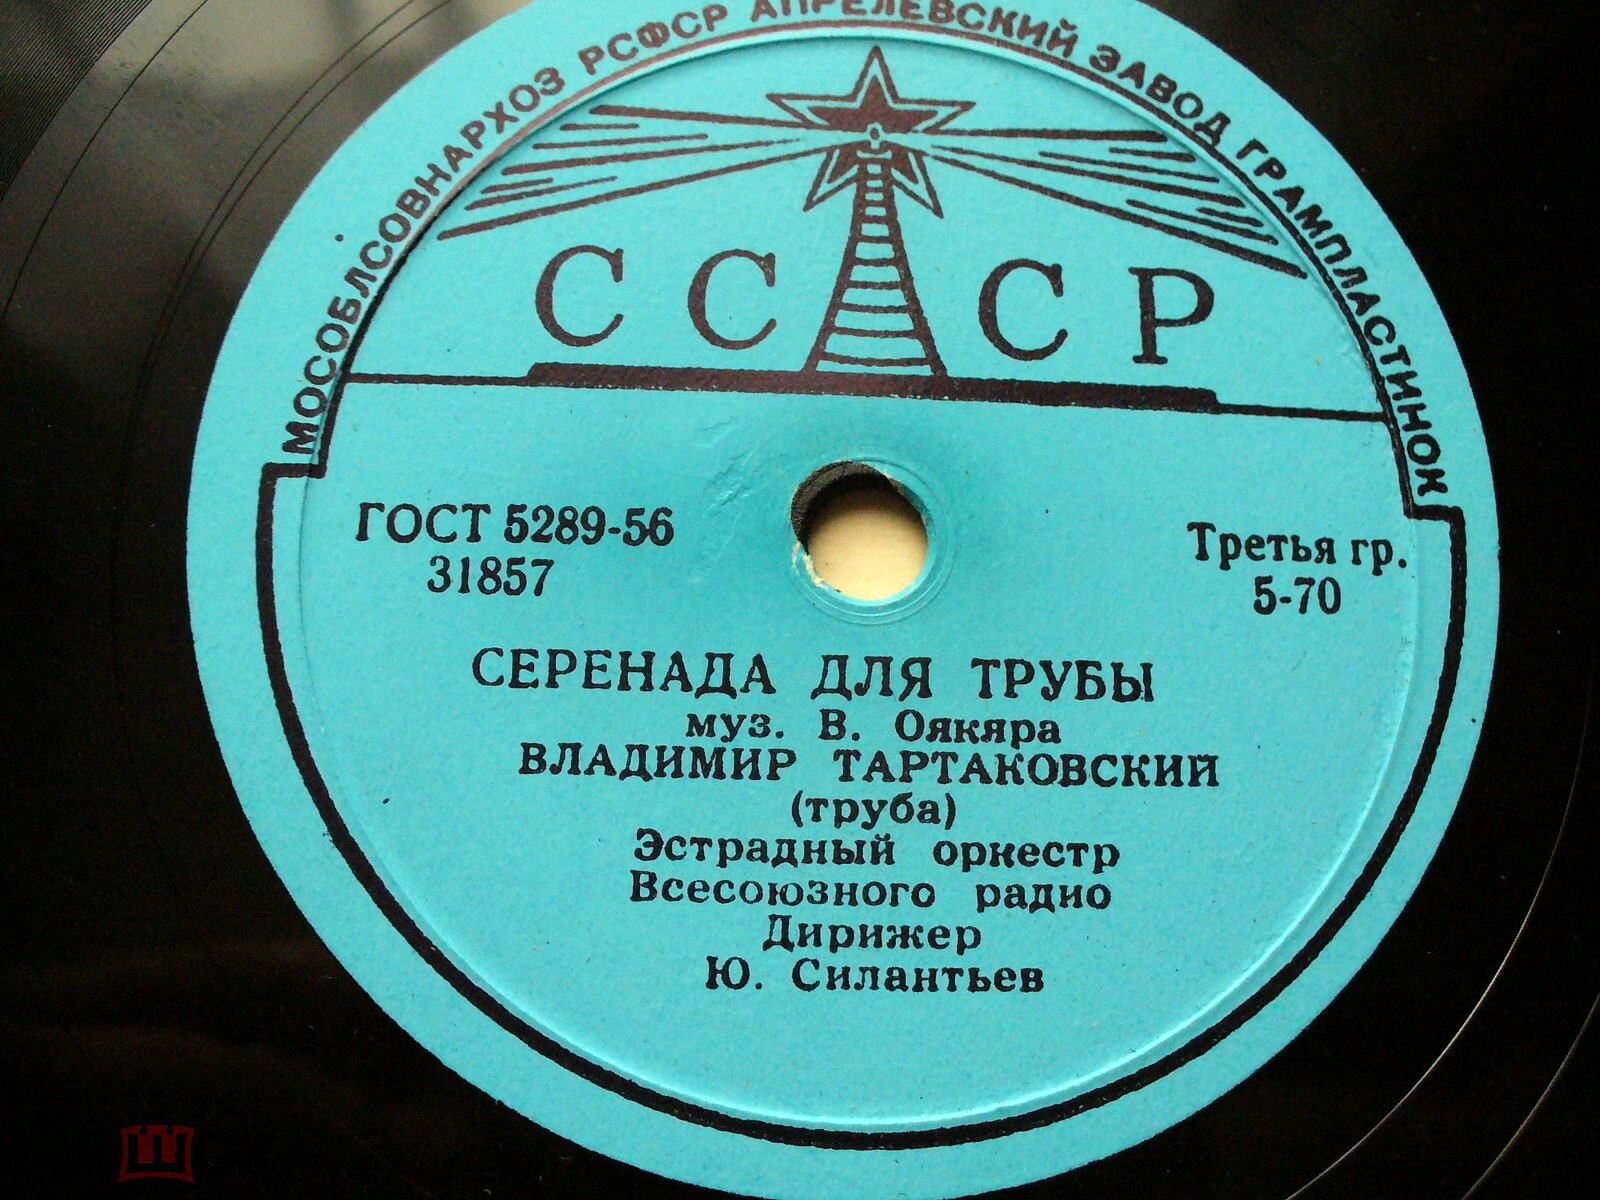 МОСОБЛСОВНАРХОЗ РСФСР АПРЕЛЕВСКИЙ ЗАВОД ГРАМПЛАСТИНОК
СССР
ГОСТ 5289-56
31857
Третья гр.
5-70
СЕРЕНАДА ДЛЯ ТРУБЫ
муз. В. Оякяра
ВЛАДИМИР ТАРТАКОВСКИЙ
(труба)
Эстрадный оркестр
Всесоюзного радио
Дирижер
Ю. Силантьев